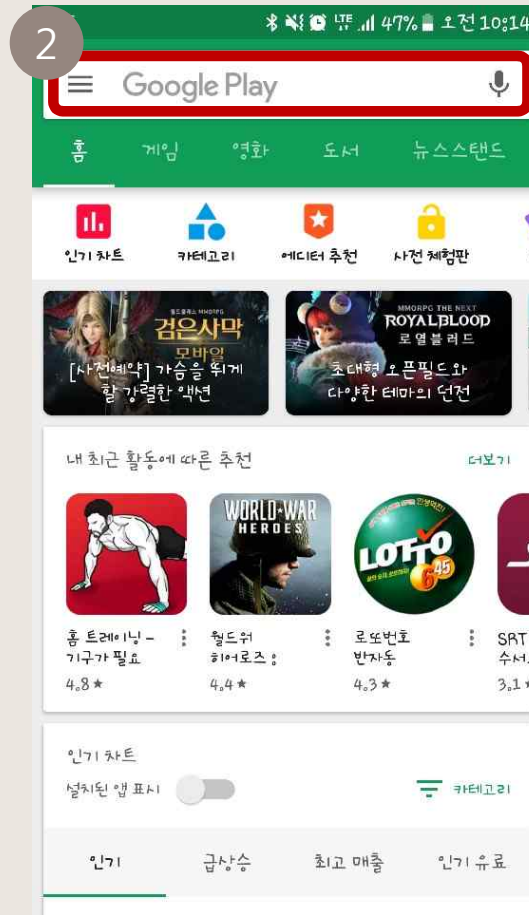 2
LTE 47% 오전 10:14
Google Play
홈 게임 영화 도서 뉴스스탠드
인기 차트 카테고리 에디터 추천 사전 체험판
검은사막
모바일
[사전예약] 가슴을 뛰게
할 강렬한 액션
MMORPG THE NEXT
ROYALBLOOD
로열블러드
초대형 오픈필드와
다양한 테마의 던전
내 최근 활동에 따른 추천 더보기
WORLD WAR
HEROES
LOTTO
645
홈 트레이닝 –
기구가 필요
4.8★
월드워
히어로즈:
4.4★
로또번호
반자동
4.3★
SRT
수서
3.1
인기 차트
설치된 앱 표시 카테고리
인기 급상승 최고 매출 인기 유료